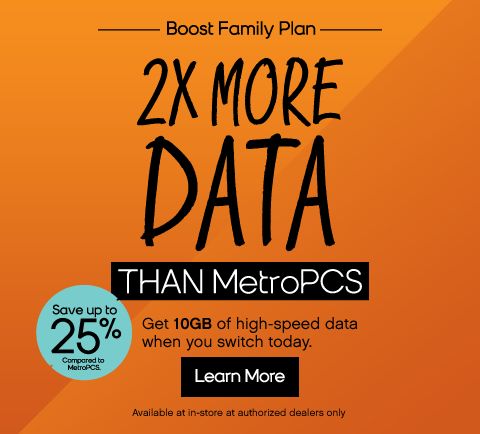 Boost Family Plan
2X MORE
DATA
THAN MetroPCS
Save up to
25%
Compared to
MetroPCS.
Get 10GB of high-speed data
when you switch today.
Learn More
Available at in-store at authorized dealers only